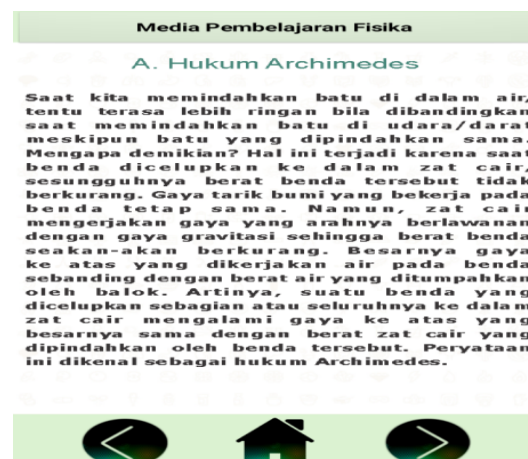 Media Pembelajaran Fisika
A. Hukum Archimedes
Saat kita memindahkan batu di dalam air,
tentu terasa lebih ringan bila dibandingkan
saat memindahkan batu di udara/darat
meskipun batu yang dipindahkan sama.
Mengapa demikian? Hal ini terjadi karena saat
benda dicelupkan ke dalam zat cair,
sesungguhnya berat benda tersebut tidak
berkurang. Gaya tarik bumi yang bekerja pada
benda tetap sama. Namun, zat cair
mengerjakan gaya yang arahnya berlawanan
dengan gaya gravitasi sehingga berat benda
seakan-akan berkurang. Besarnya gaya
ke atas yang dikerjakan air pada benda
sebanding dengan berat air yang ditumpahkan
oleh balok. Artinya, suatu benda yang
dicelupkan sebagian atau seluruhnya ke dalam
zat cair mengalami gaya ke atas yang
besarnya sama dengan berat zat cair yang
dipindahkan oleh benda tersebut. Peryataan
ini dikenal sebagai hukum Archimedes.